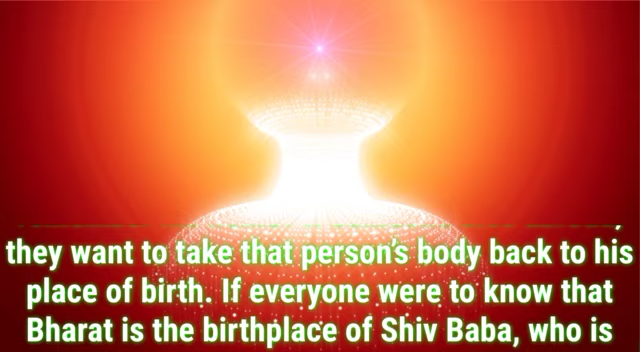 they want to take that person's body back to his
place of birth. If everyone were to know that
Bharat is the birthplace of Shiv Baba, who is